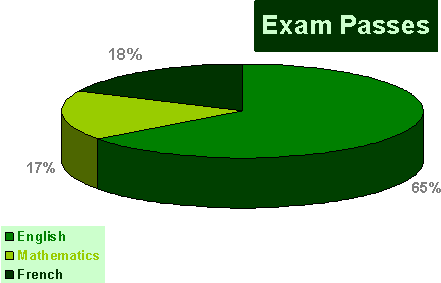 Exam Passes
18%
17%
65%
English
Mathematics
French